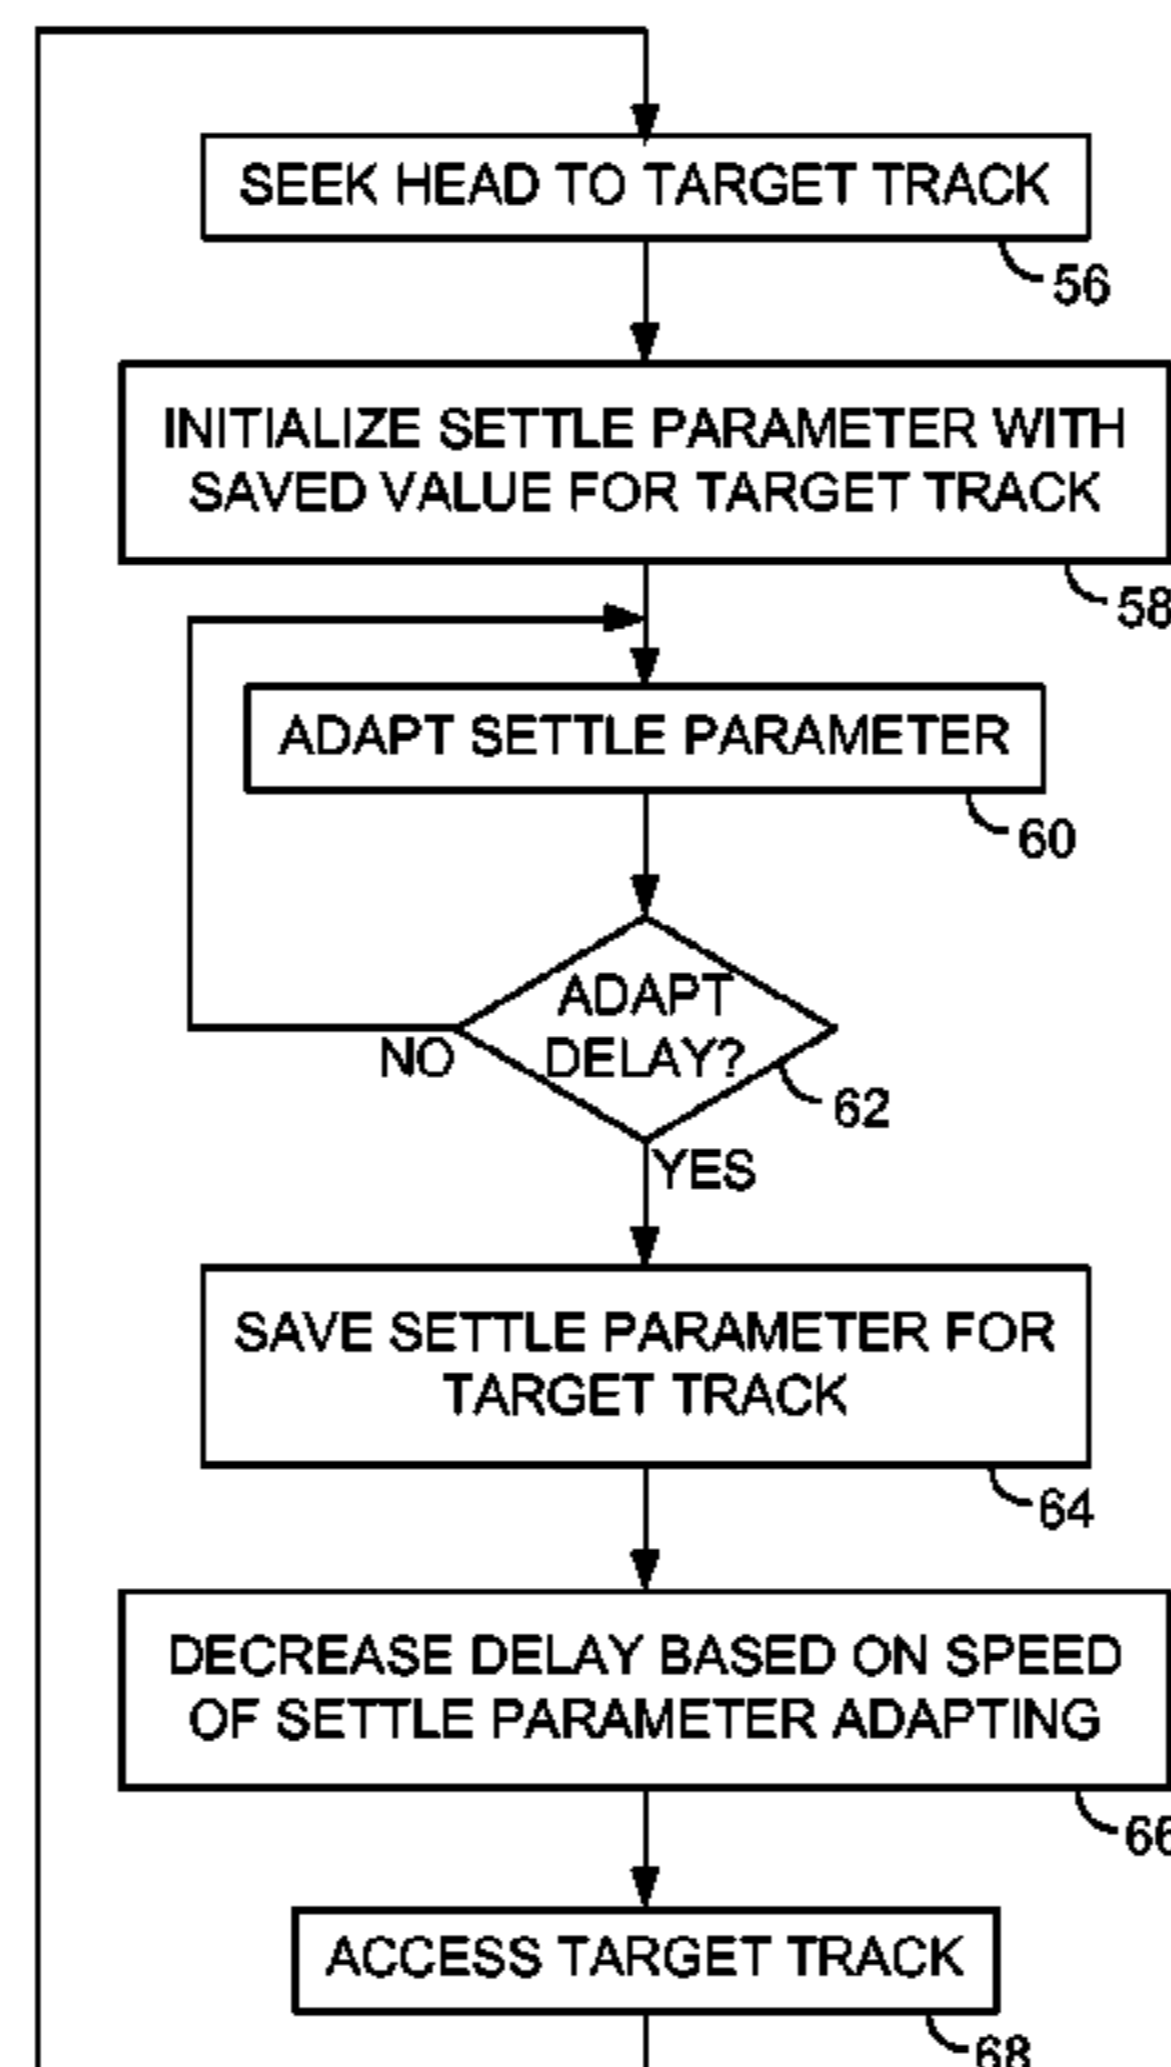 SEEK HEAD TO TARGET TRACK
56
INITIALIZE SETTLE PARAMETER WITH
SAVED VALUE FOR TARGET TRACK
58
ADAPT SETTLE PARAMETER
60
ADAPT
DELAY?
NO
62
YES
SAVE SETTLE PARAMETER FOR
TARGET TRACK
64
DECREASE DELAY BASED ON SPEED
OF SETTLE PARAMETER ADAPTING
66
ACCESS TARGET TRACK
68